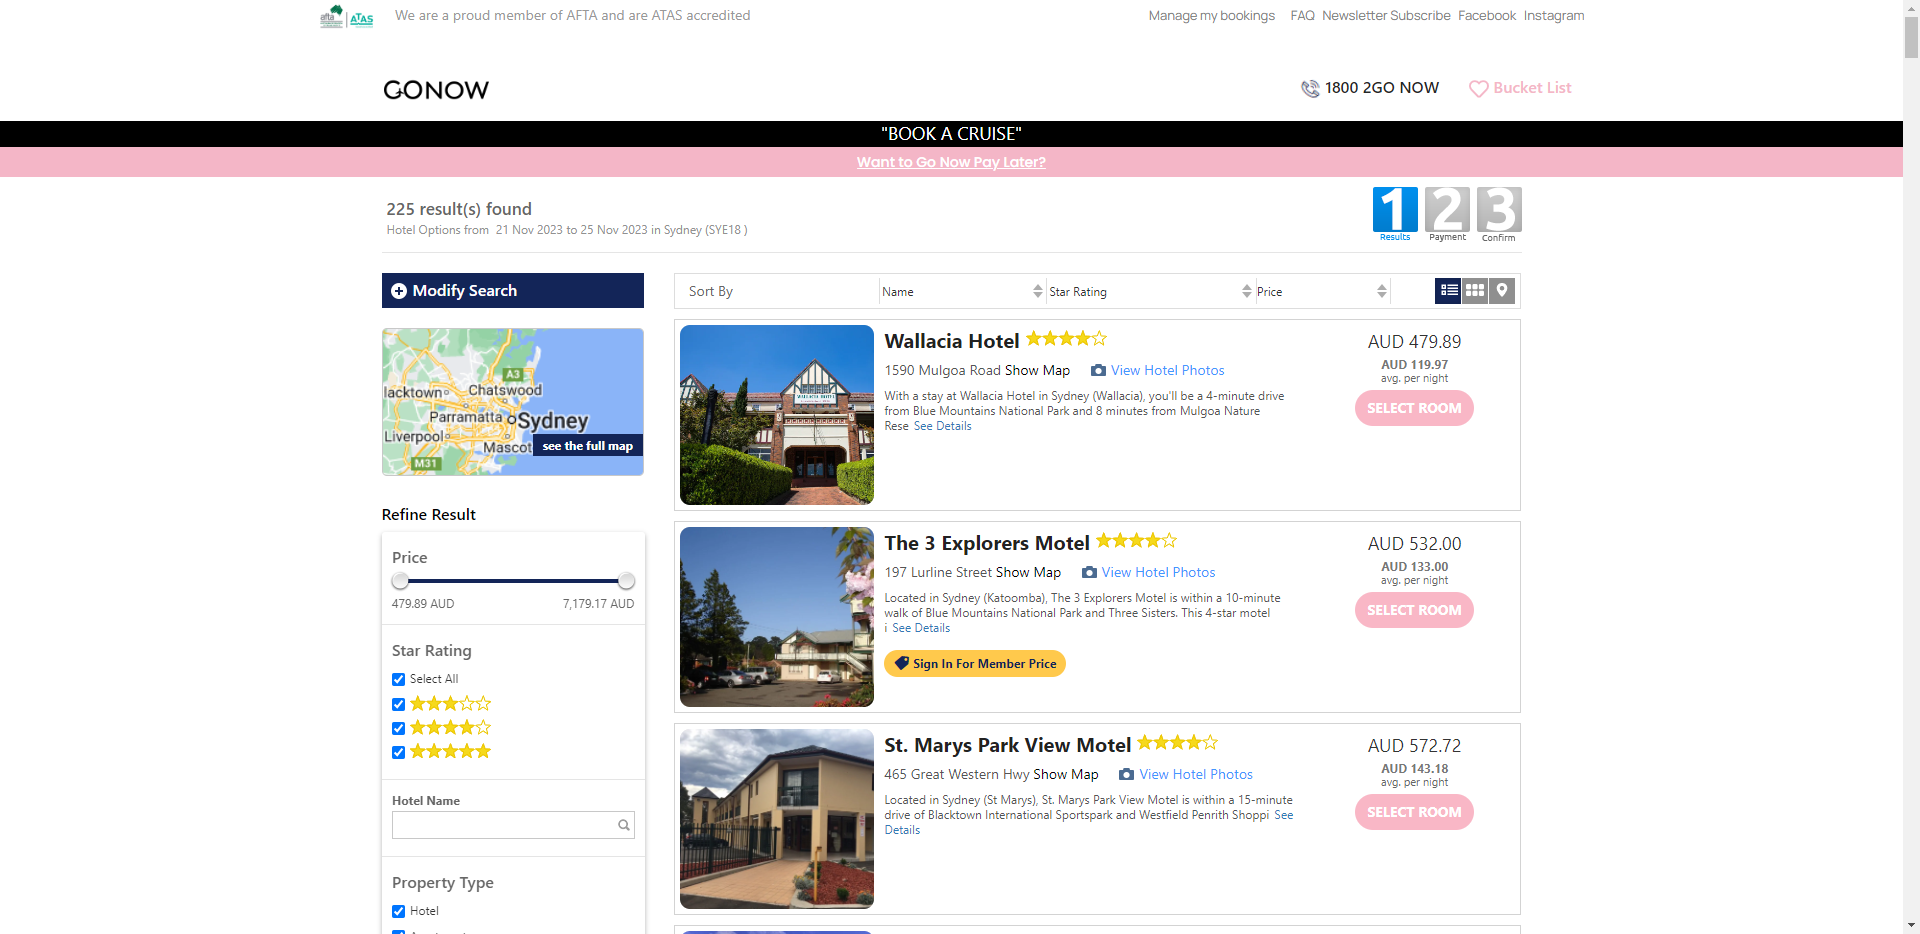 afta ATAS We are a proud member of AFTA and are ATAS accredited
Manage my bookings FAQ Newsletter Subscribe Facebook Instagram
GONOW
1800 2GO NOW
Bucket List
"BOOK A CRUISE"
Want to Go Now Pay Later?
225 result(s) found
Hotel Options from 21 Nov 2023 to 25 Nov 2023 in Sydney (SYE18 )
1 2 3
Results Payment Confirm
Modify Search
A3
lacktown Chatswood
Parramatta Sydney
Liverpool
Mascot
M31
see the full map
Refine Result
Price
479.89 AUD 7,179.17 AUD
Star Rating
Select All
Hotel Name
Property Type
Hotel
Sort By Name Star Rating Price
Wallacia Hotel
1590 Mulgoa Road Show Map View Hotel Photos
With a stay at Wallacia Hotel in Sydney (Wallacia), you'll be a 4-minute drive
from Blue Mountains National Park and 8 minutes from Mulgoa Nature
Rese See Details
AUD 479.89
AUD 119.97
avg. per night
SELECT ROOM
WALLACIA HOTEL
The 3 Explorers Motel
197 Lurline Street Show Map View Hotel Photos
Located in Sydney (Katoomba), The 3 Explorers Motel is within a 10-minute
walk of Blue Mountains National Park and Three Sisters. This 4-star motel
i See Details
Sign In For Member Price
AUD 532.00
AUD 133.00
avg. per night
SELECT ROOM
St. Marys Park View Motel
465 Great Western Hwy Show Map View Hotel Photos
Located in Sydney (St Marys), St. Marys Park View Motel is within a 15-minute
drive of Blacktown International Sportspark and Westfield Penrith Shoppi See
Details
AUD 572.72
AUD 143.18
avg. per night
SELECT ROOM